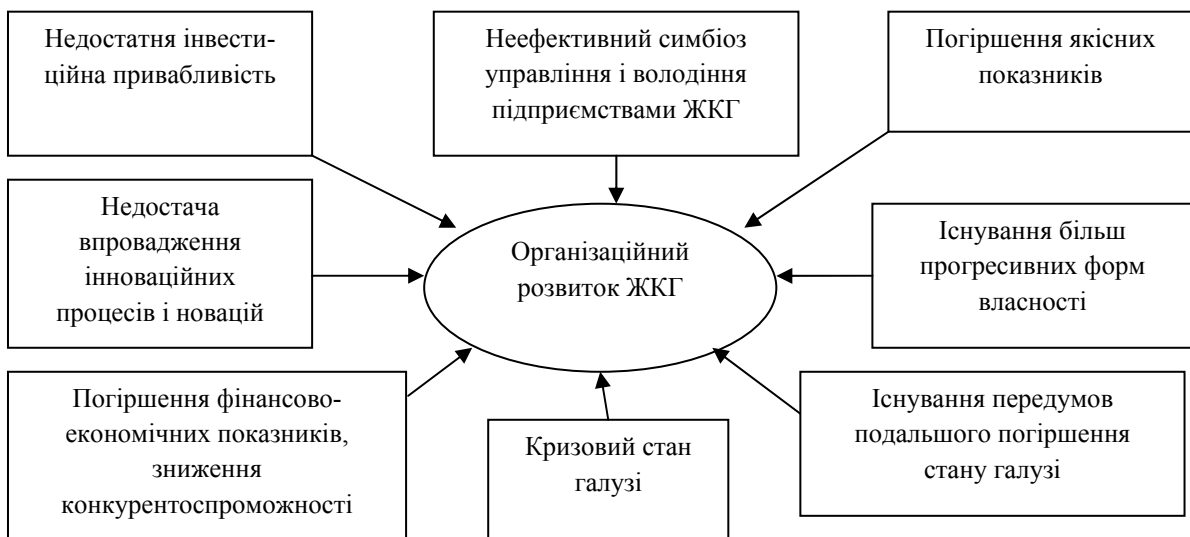 Недостатня інвести-
ційна привабливість
Неефективний симбіоз
управління і володіння
підприємствами ЖКГ
Погіршення якісних
показників
Недостача
впровадження
інноваційних
процесів і новацій
Організаційний
розвиток ЖКГ
Існування більш
прогресивних форм
власності
Погіршення фінансово-
економічних показників,
зниження
конкурентоспроможності
Кризовий стан
галузі
Існування передумов
подальшого погіршення
стану галузі